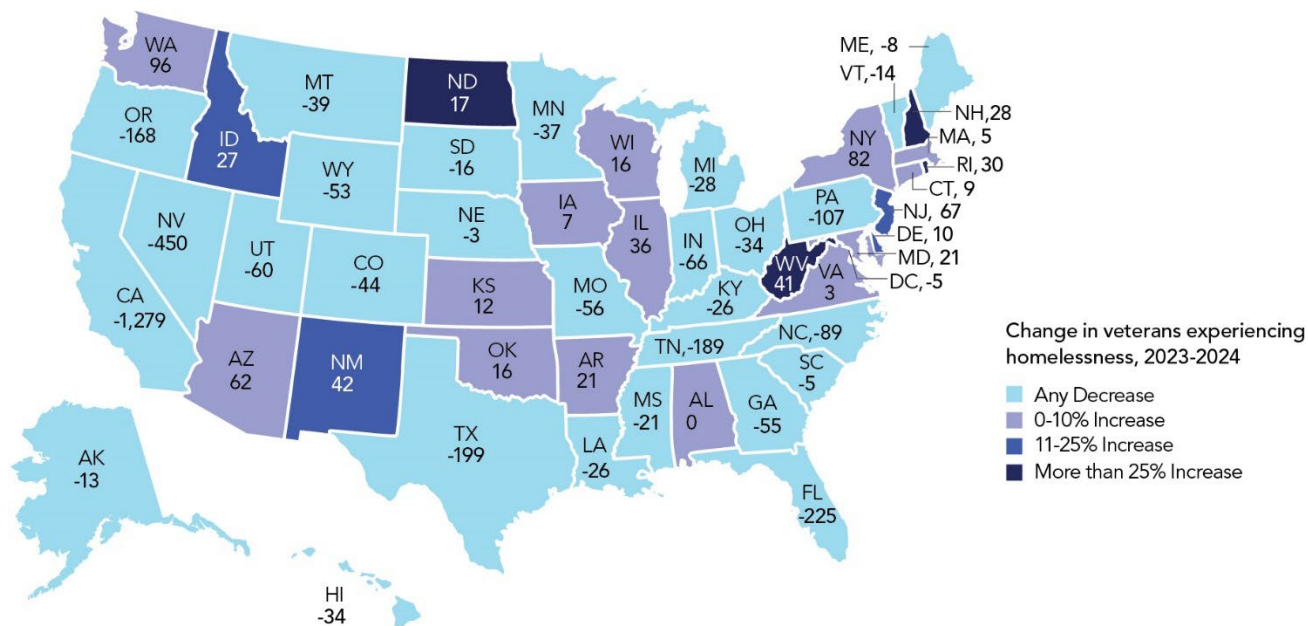 WA
96
OR
-168
CA
-1,279
NV
-450
ID
27
MT
-39
WY
-53
UT
-60
CO
-44
AZ
62
NM
42
ND
17
SD
-16
NE
-3
KS
12
OK
16
TX
-199
MN
-37
IA
7
MO
-56
AR
21
LA
-26
WI
16
IL
36
MI
-28
IN
-66
OH
-34
KY
-26
TN,-189
MS
-21
AL
0
GA
-55
FL
-225
SC
-5
NC,-89
VA
3
WV
41
PA
-107
NY
82
ME, -8
VT,-14
NH,28
MA, 5
RI, 30
CT, 9
NJ, 67
DE, 10
MD, 21
DC, -5
AK
-13
HI
-34
Change in veterans experiencing
homelessness, 2023-2024
Any Decrease
0-10% Increase
11-25% Increase
More than 25% Increase